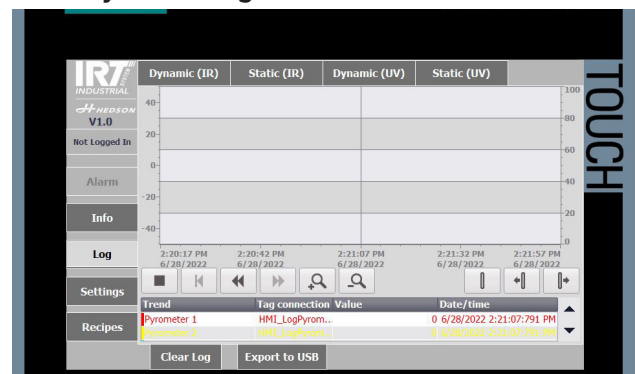 IRT SYSTEM
INDUSTRIAL
HEDSON
V1.0
Not Logged In
Alarm
Info
Log
Settings
Recipes
Dynamic (IR) Static (IR) Dynamic (UV) Static (UV)
40
20
0
-20
-40
100
80
60
40
20
0
2:20:17 PM 2:20:42 PM 2:21:07 PM 2:21:32 PM 2:21:57 PM
6/28/2022 6/28/2022 6/28/2022 6/28/2022 6/28/2022
Trend Tag connection Value Date/time
Pyrometer 1 HMI_LogPyrom... 0 6/28/2022 2:21:07:791 PM
Clear Log Export to USB
TOUCH